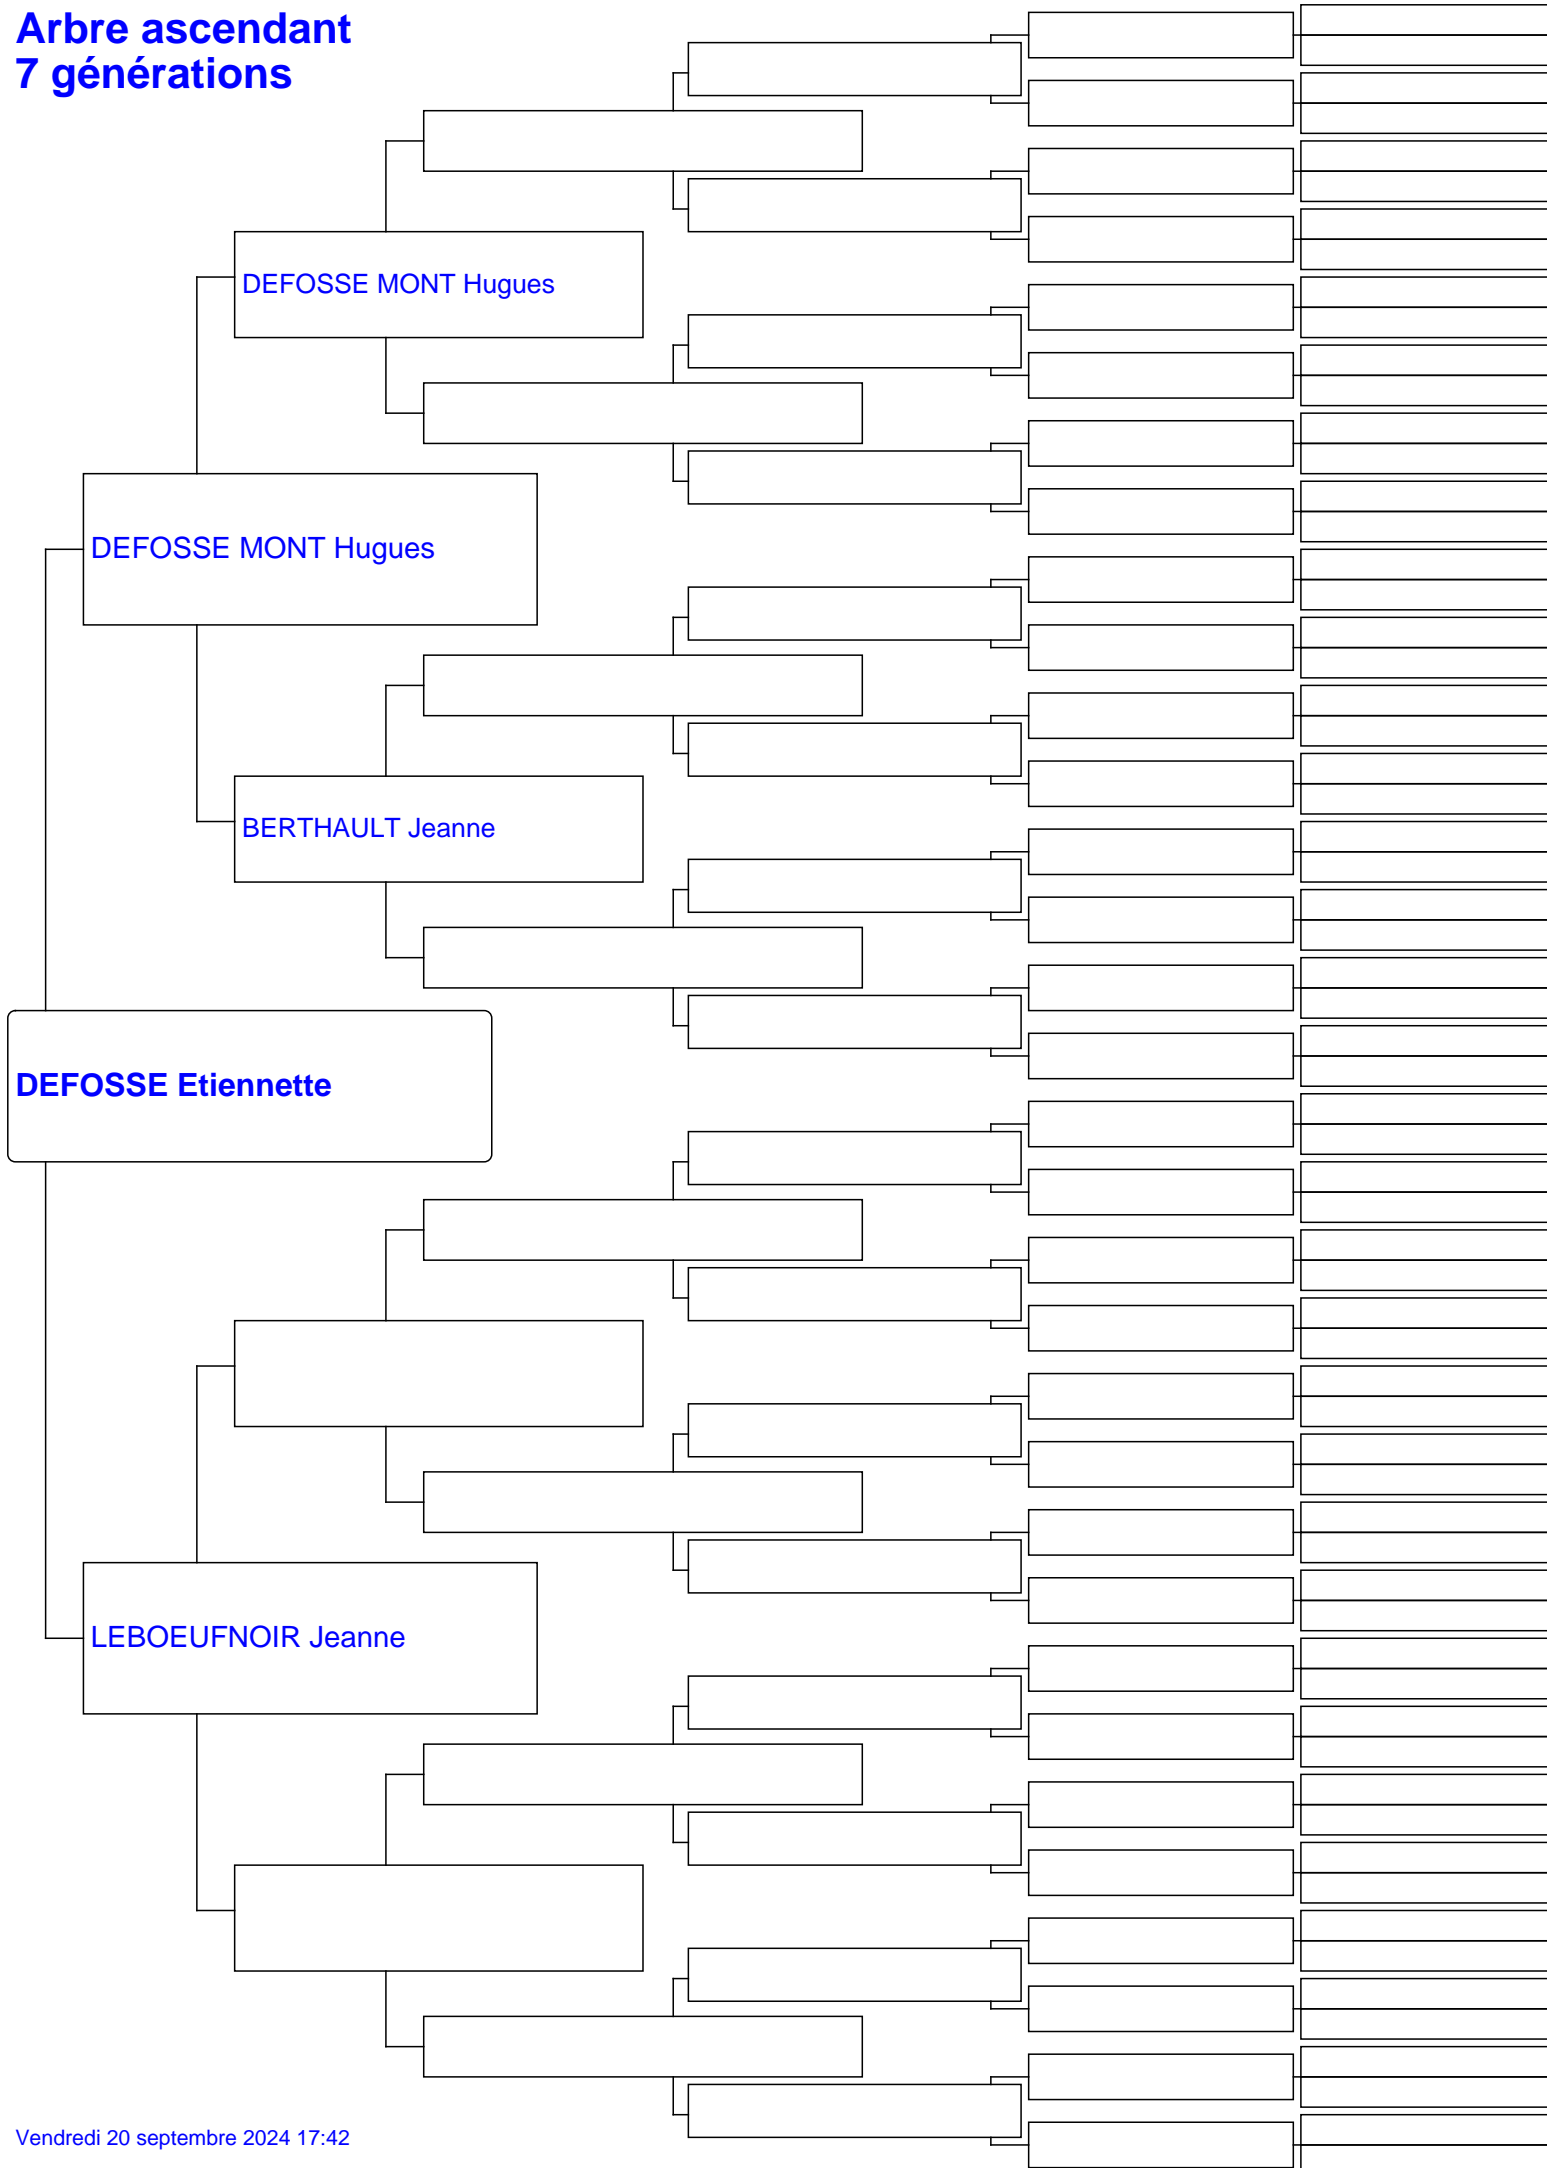 Arbre ascendant
7 générations
DEFOSSE MONT Hugues
DEFOSSE MONT Hugues
BERTHAULT Jeanne
DEFOSSE Etiennette
LEBOEUFNOIR Jeanne
Vendredi 20 septembre 2024 17:42